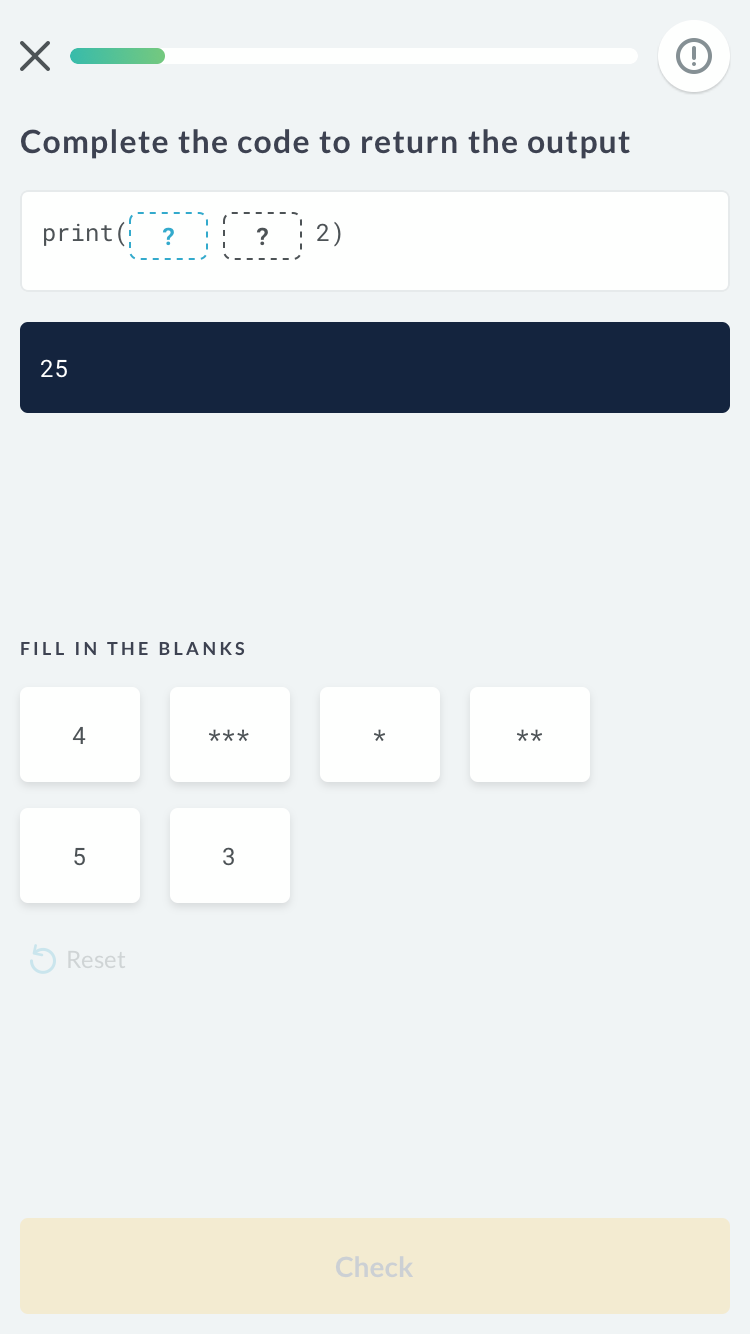 Complete the code to return the output
print( ? ? 2)
25
FILL IN THE BLANKS
4 *** * **
5 3
Reset
Check